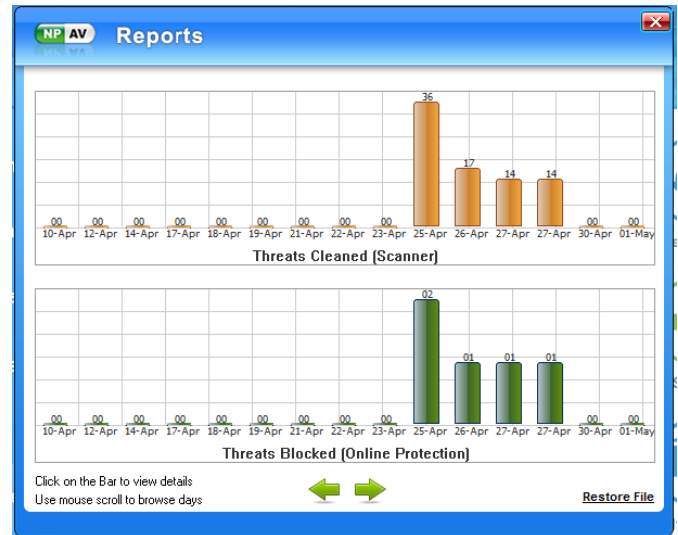 NP AV Reports
36
17
14 14
00 00 00 00 00 00 00 00 00 00 00
10-Apr 12-Apr 14-Apr 17-Apr 18-Apr 19-Apr 21-Apr 22-Apr 23-Apr 25-Apr 26-Apr 27-Apr 27-Apr 30-Apr 01-May
Threats Cleaned (Scanner)
02
01 01 01
00 00 00 00 00 00 00 00 00 00 00
10-Apr 12-Apr 14-Apr 17-Apr 18-Apr 19-Apr 21-Apr 22-Apr 23-Apr 25-Apr 26-Apr 27-Apr 27-Apr 30-Apr 01-May
Threats Blocked (Online Protection)
Click on the Bar to view details
Use mouse scroll to browse days
Restore File